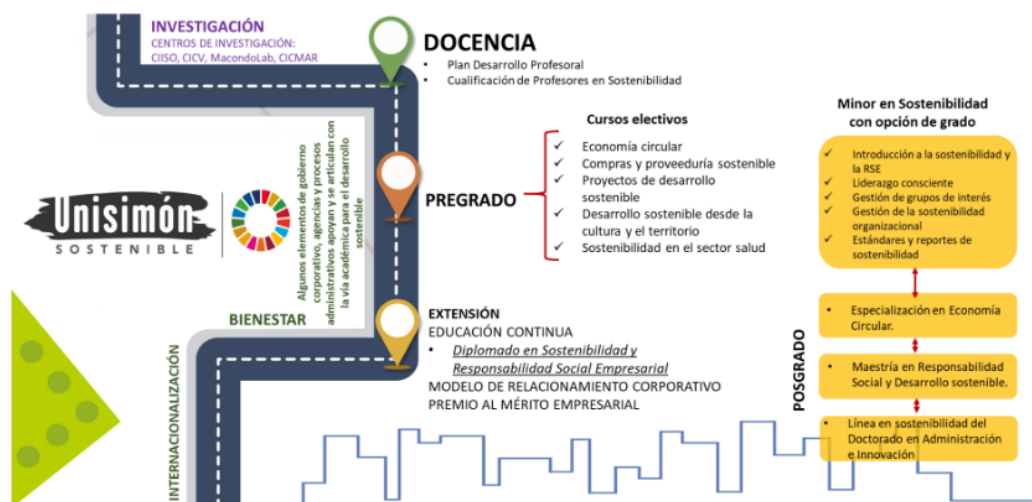 INVESTIGACIÓN
CENTROS DE INVESTIGACIÓN:
CIISO, CICV, MacondoLab, CICMAR
DOCENCIA
• Plan Desarrollo Profesoral
• Cualificación de Profesores en Sostenibilidad
Unisimón
SOSTENIBLE
Algunos elementos de gobierno
corporativo, agencias y procesos
administrativos apoyan y se articulan con
la vía académica para el desarrollo
sostenible
PREGRADO
Cursos electivos
✓ Economía circular
✓ Compras y proveeduría sostenible
✓ Proyectos de desarrollo
sostenible
✓ Desarrollo sostenible desde la
cultura y el territorio
✓ Sostenibilidad en el sector salud
Minor en Sostenibilidad
con opción de grado
✓ Introducción a la sostenibilidad y
la RSE
✓ Liderazgo consciente
✓ Gestión de grupos de interés
✓ Gestión de la sostenibilidad
organizacional
✓ Estándares y reportes de
sostenibilidad
BIENESTAR
INTERNACIONALIZACIÓN
EXTENSIÓN
EDUCACIÓN CONTINUA
• Diplomado en Sostenibilidad y
Responsabilidad Social Empresarial
MODELO DE RELACIONAMIENTO CORPORATIVO
PREMIO AL MÉRITO EMPRESARIAL
POSGRADO
• Especialización en Economía
Circular.
• Maestría en Responsabilidad
Social y Desarrollo sostenible.
• Línea en sostenibilidad del
Doctorado en Administración
e Innovación